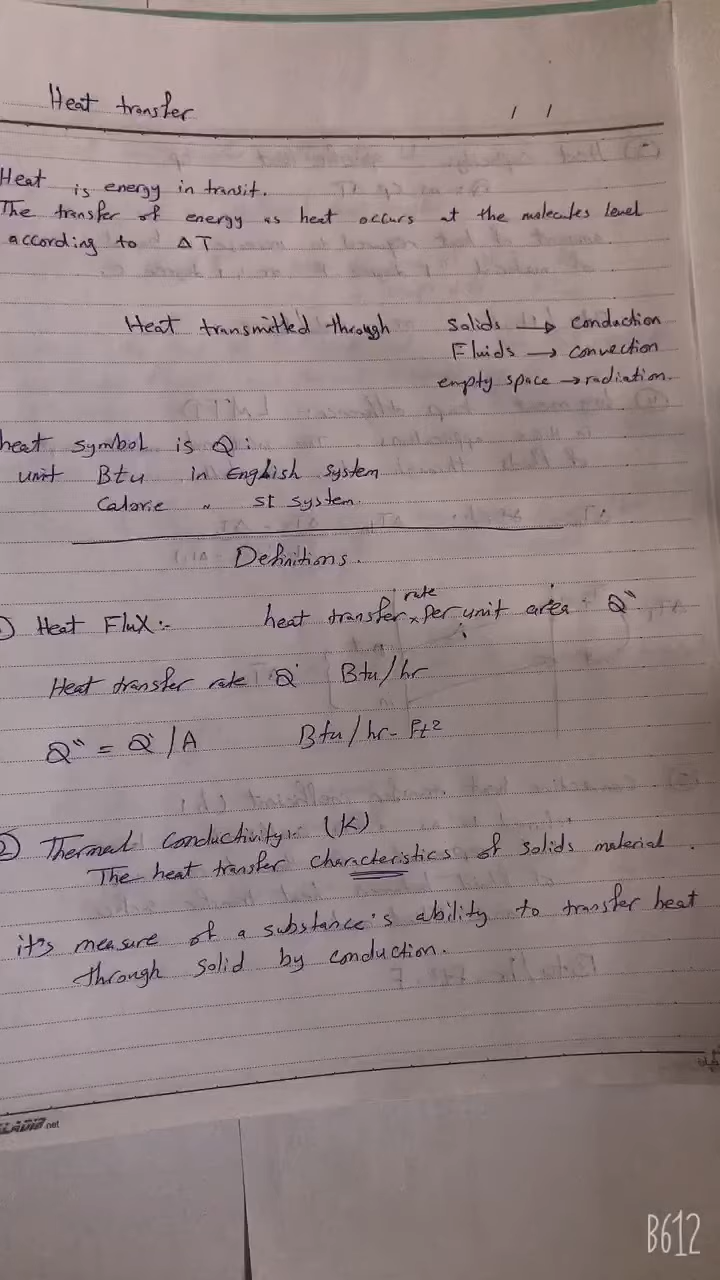 Heat transfer / /
Heat is energy in transit.
The transfer of energy as heat occurs at the molecules level
according to ΔT
Heat transmitted through solids → conduction
Fluids → convection
empty space → radiation.
heat symbol is Q:
unit Btu in English system
Calorie " SI system.
Definitions.
1) Heat Flux:- heat transfer rate per unit area. Q̇"
Heat transfer rate Q̇ Btu/hr
Q̇" = Q̇/A Btu/hr-Ft²
2) Thermal conductivity:- (K)
The heat transfer characteristics of solids material.
it's measure of a substance's ability to transfer heat
through solid by conduction.
.net
B612